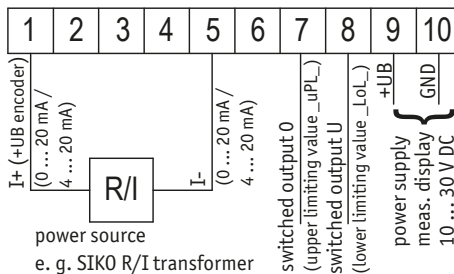 1 2 3 4 5 6 7 8 9 10
I+ (+UB encoder)
(0 ... 20 mA /
4 ... 20 mA)
I-
(0 ... 20 mA /
4 ... 20 mA)
switched output O
(upper limiting value _uPL_)
switched output U
(lower limiting value _LoL_)
+UB
GND
power supply
meas. display
10 ... 30 V DC
R/I
power source
e. g. SIKO R/I transformer